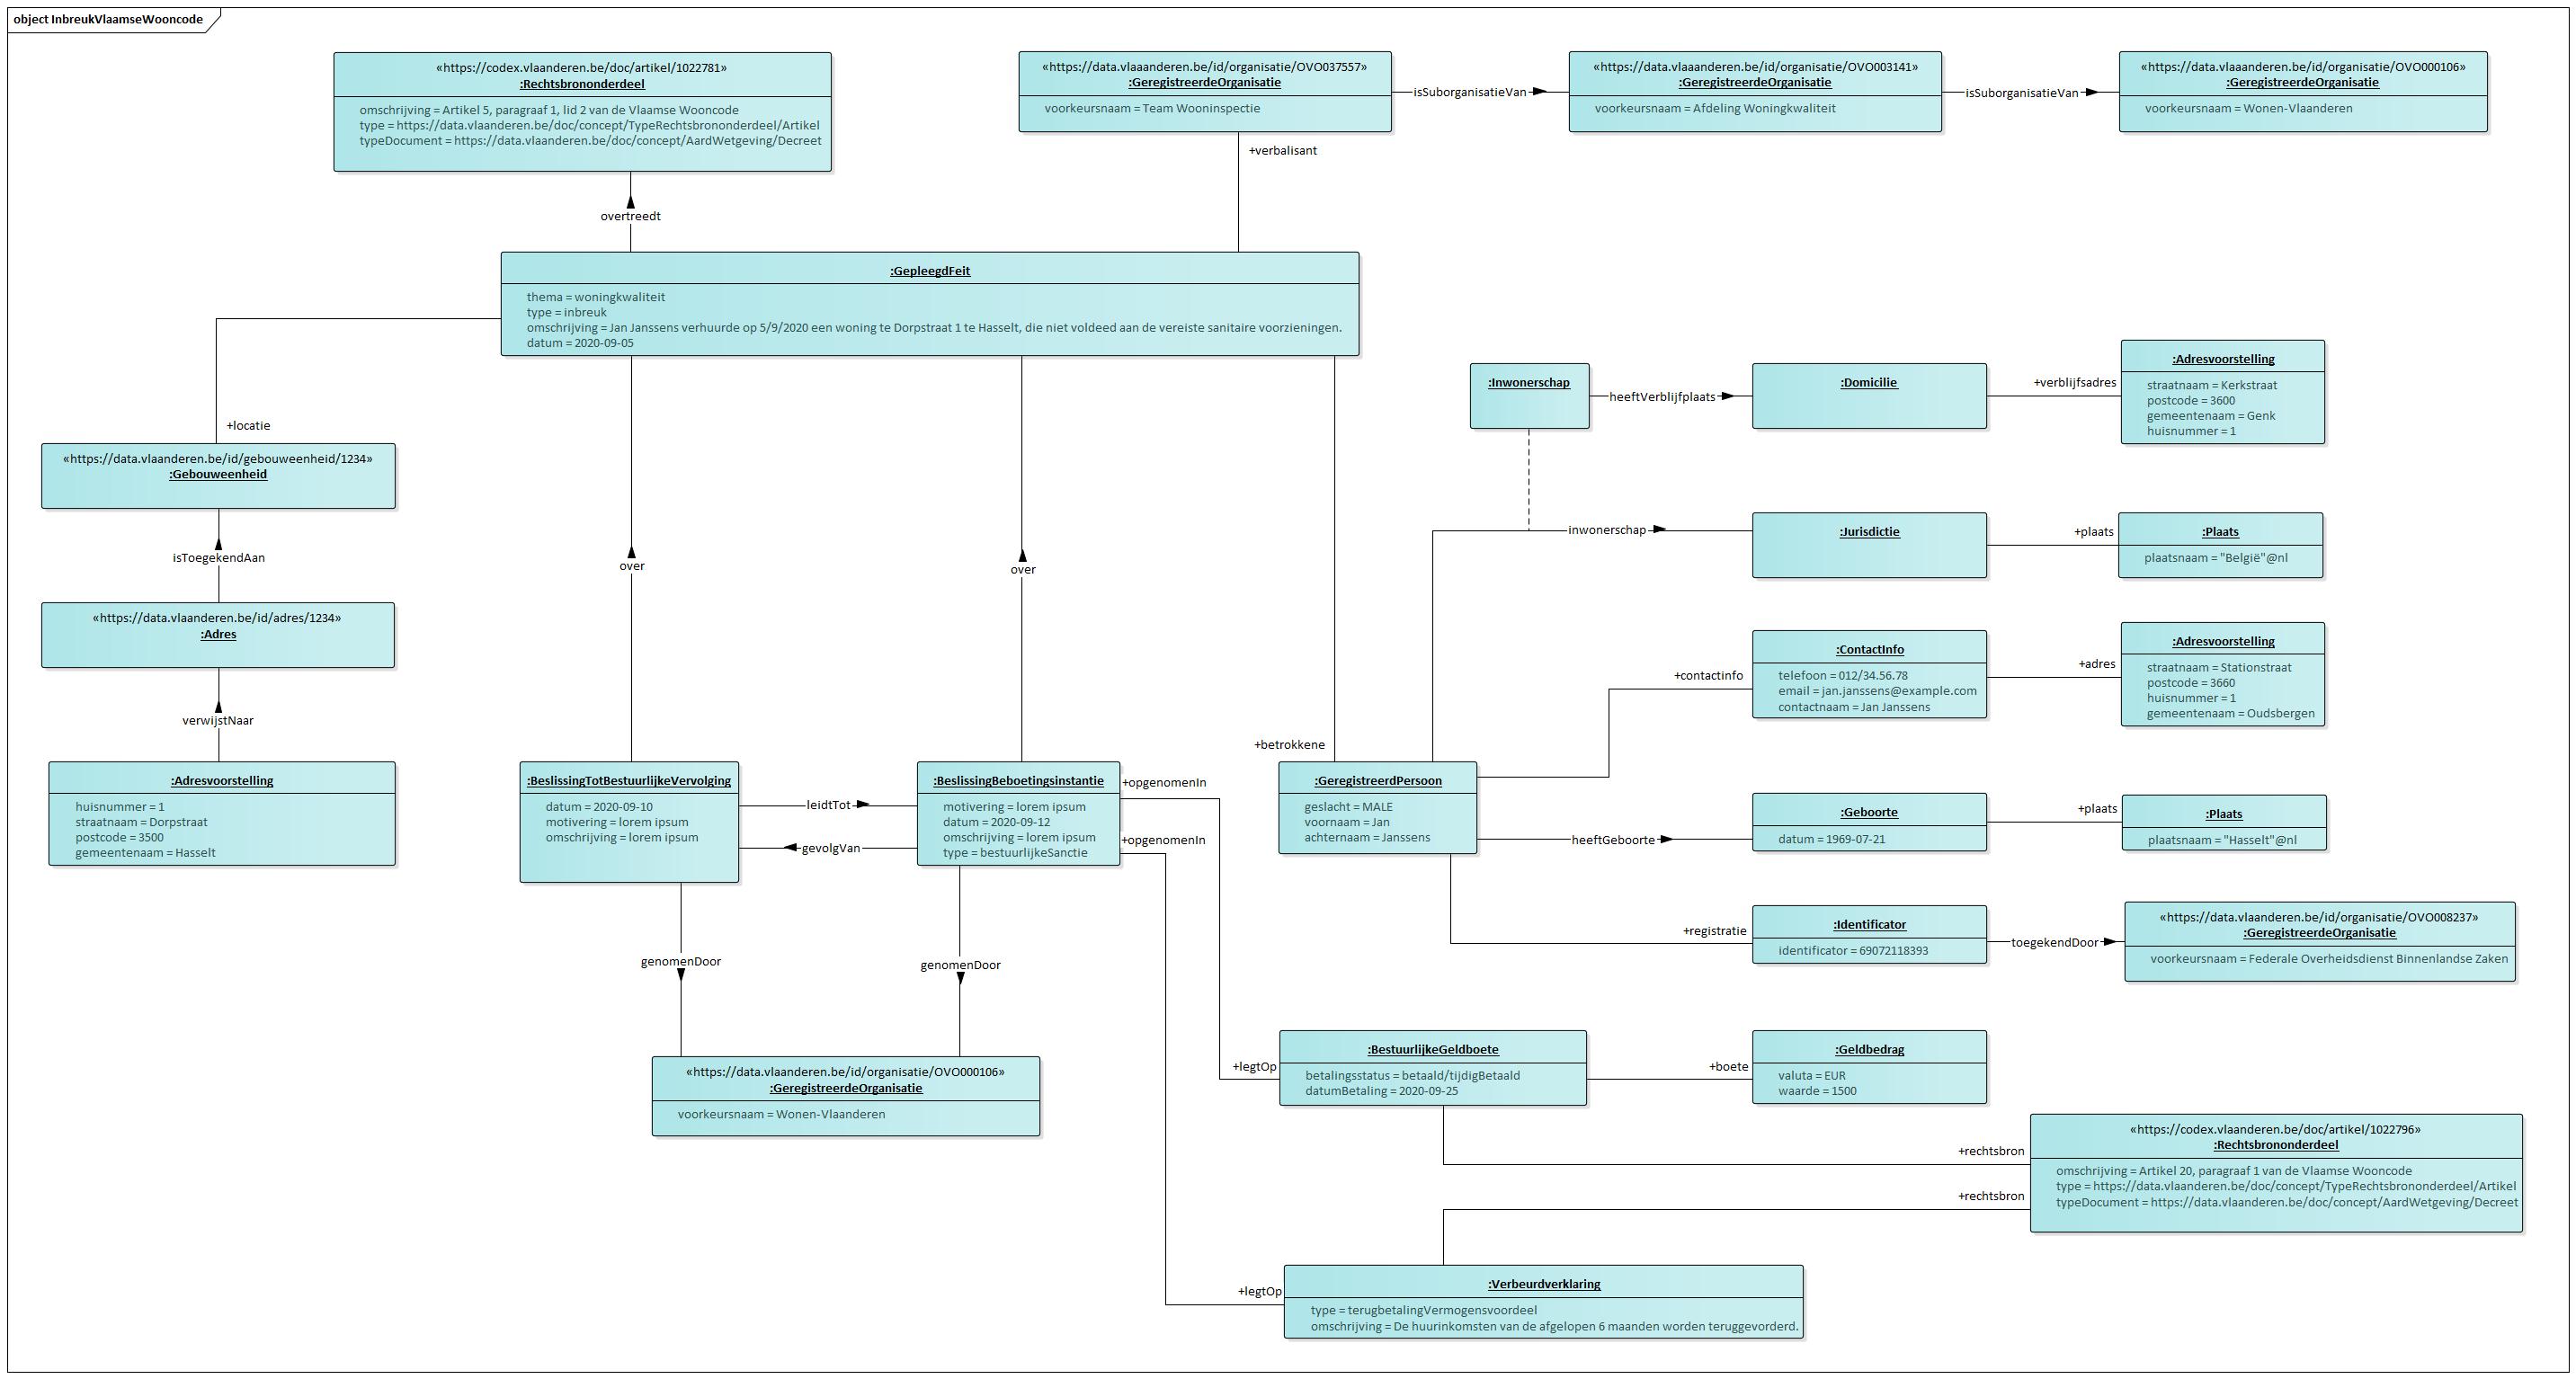 object InbreukVlaamseWooncode
«https://codex.vlaanderen.be/doc/artikel/1022781»
:Rechtsbrononderdeel
omschrijving = Artikel 5, paragraaf 1, lid 2 van de Vlaamse Wooncode
type = https://data.vlaanderen.be/doc/concept/TypeRechtsbrononderdeel/Artikel
typeDocument = https://data.vlaanderen.be/doc/concept/AardWetgeving/Decreet
«https://data.vlaaanderen.be/id/organisatie/OVO037557»
:GeregistreerdeOrganisatie
voorkeursnaam = Team Wooninspectie
isSuborganisatieVan
«https://data.vlaaanderen.be/id/organisatie/OVO003141»
:GeregistreerdeOrganisatie
voorkeursnaam = Afdeling Woningkwaliteit
isSuborganisatieVan
«https://data.vlaaanderen.be/id/organisatie/OVO000106»
:GeregistreerdeOrganisatie
voorkeursnaam = Wonen-Vlaanderen
+verbalisant
overtreedt
:GepleegdFeit
thema = woningkwaliteit
type = inbreuk
omschrijving = Jan Janssens verhuurde op 5/9/2020 een woning te Dorpstraat 1 te Hasselt, die niet voldeed aan de vereiste sanitaire voorzieningen.
datum = 2020-09-05
+locatie
«https://data.vlaanderen.be/id/gebouweenheid/1234»
:Gebouweenheid
isToegekendAan
«https://data.vlaanderen.be/id/adres/1234»
:Adres
verwijstNaar
:Adresvoorstelling
huisnummer = 1
straatnaam = Dorpstraat
postcode = 3500
gemeentenaam = Hasselt
over
over
:BeslissingTotBestuurlijkeVervolging
datum = 2020-09-10
motivering = lorem ipsum
omschrijving = lorem ipsum
leidtTot
gevolgVan
:BeslissingBeboetingsinstantie
motivering = lorem ipsum
datum = 2020-09-12
omschrijving = lorem ipsum
type = bestuurlijkeSanctie
+opgenomenIn
+opgenomenIn
genomenDoor
genomenDoor
«https://data.vlaanderen.be/id/organisatie/OVO000106»
:GeregistreerdeOrganisatie
voorkeursnaam = Wonen-Vlaanderen
:Inwonerschap
heeftVerblijfplaats
:Domicilie
+verblijfsadres
:Adresvoorstelling
straatnaam = Kerkstraat
postcode = 3600
gemeentenaam = Genk
huisnummer = 1
inwonerschap
:Jurisdictie
+plaats
:Plaats
plaatsnaam = "België"@nl
+contactinfo
:ContactInfo
telefoon = 012/34.56.78
email = jan.janssens@example.com
contactnaam = Jan Janssens
+adres
:Adresvoorstelling
straatnaam = Stationstraat
postcode = 3660
huisnummer = 1
gemeentenaam = Oudsbergen
+betrokkene
:GeregistreerdPersoon
geslacht = MALE
voornaam = Jan
achternaam = Janssens
heeftGeboorte
:Geboorte
datum = 1969-07-21
+plaats
:Plaats
plaatsnaam = "Hasselt"@nl
+registratie
:Identificator
identificator = 69072118393
toegekendDoor
«https://data.vlaanderen.be/id/organisatie/OVO008237»
:GeregistreerdeOrganisatie
voorkeursnaam = Federale Overheidsdienst Binnenlandse Zaken
+legtOp
:BestuurlijkeGeldboete
betalingsstatus = betaald/tijdigBetaald
datumBetaling = 2020-09-25
+boete
:Geldbedrag
valuta = EUR
waarde = 1500
+rechtsbron
+rechtsbron
«https://codex.vlaanderen.be/doc/artikel/1022796»
:Rechtsbrononderdeel
omschrijving = Artikel 20, paragraaf 1 van de Vlaamse Wooncode
type = https://data.vlaanderen.be/doc/concept/TypeRechtsbrononderdeel/Artikel
typeDocument = https://data.vlaanderen.be/doc/concept/AardWetgeving/Decreet
+legtOp
:Verbeurdverklaring
type = terugbetalingVermogensvoordeel
omschrijving = De huurinkomsten van de afgelopen 6 maanden worden teruggevorderd.